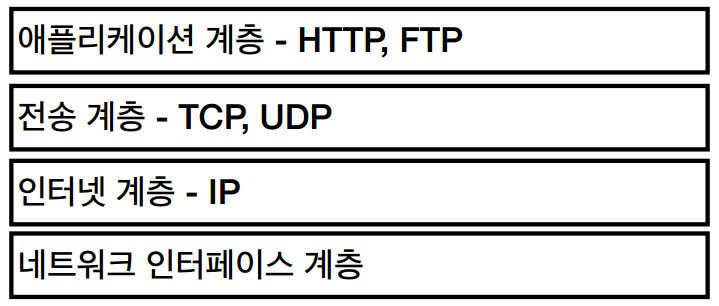 애플리케이션 계층 - HTTP, FTP
전송 계층 - TCP, UDP
인터넷 계층 - IP
네트워크 인터페이스 계층